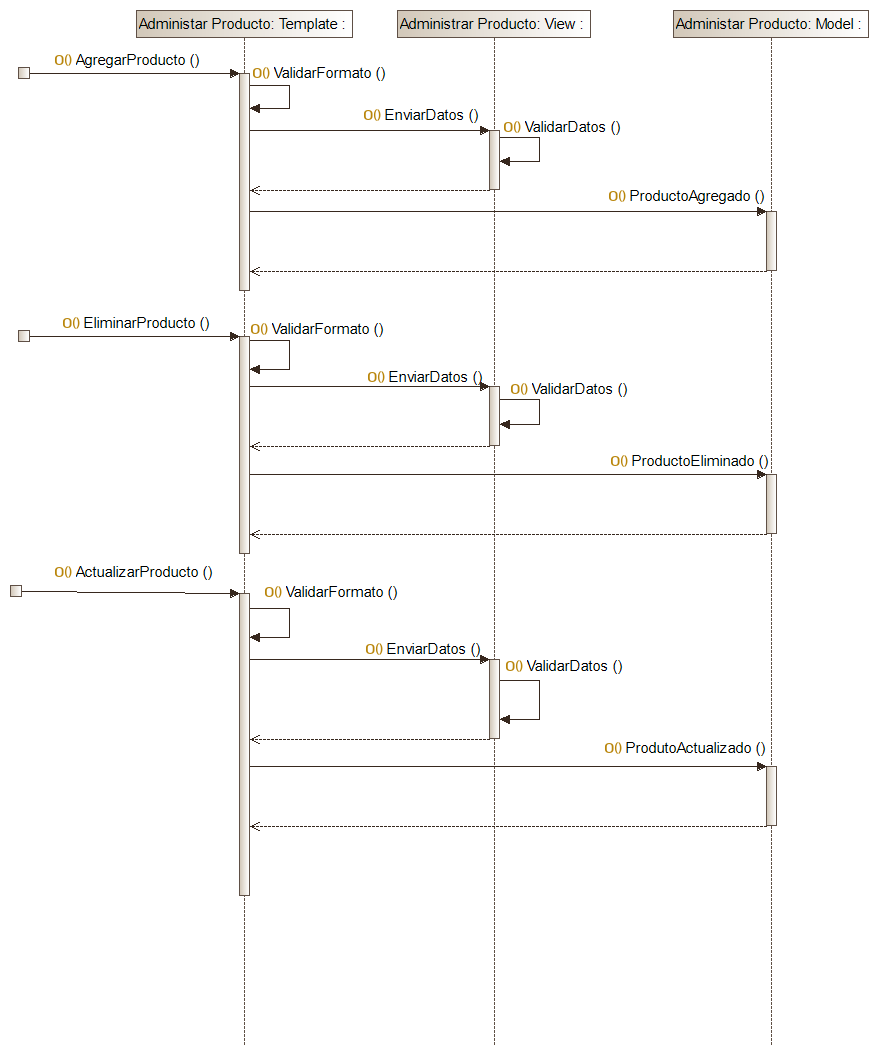 Administar Producto: Template :
Administrar Producto: View :
Administar Producto: Model :
O() AgregarProducto ()
O() ValidarFormato ()
O() EnviarDatos ()
O() ValidarDatos ()
O() ProductoAgregado ()
O() EliminarProducto ()
O() ValidarFormato ()
O() EnviarDatos ()
O() ValidarDatos ()
O() ProductoEliminado ()
O() ActualizarProducto ()
O() ValidarFormato ()
O() EnviarDatos ()
O() ValidarDatos ()
O() ProdutoActualizado ()